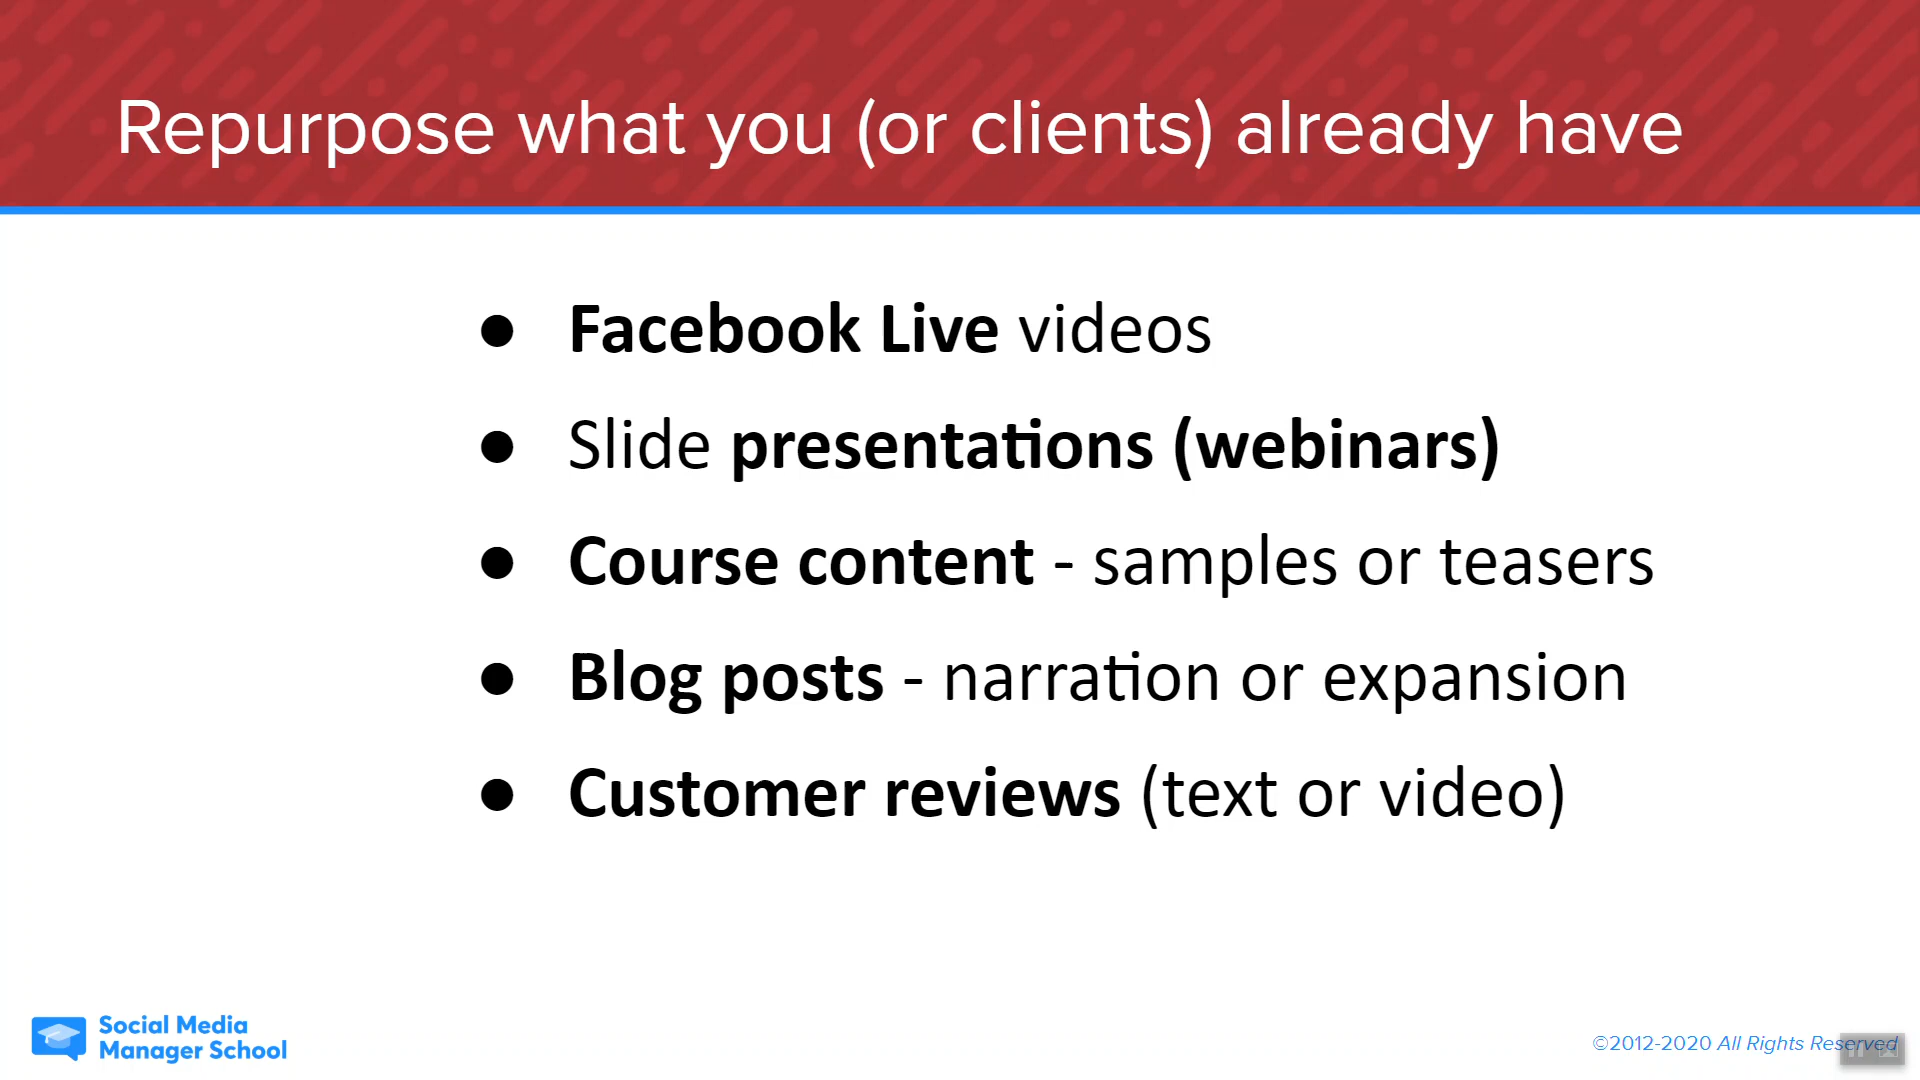 Repurpose what you (or clients) already have
● Facebook Live videos
● Slide presentations (webinars)
● Course content - samples or teasers
● Blog posts - narration or expansion
● Customer reviews (text or video)
Social Media
Manager School
©2012-2020 All Rights Reserved